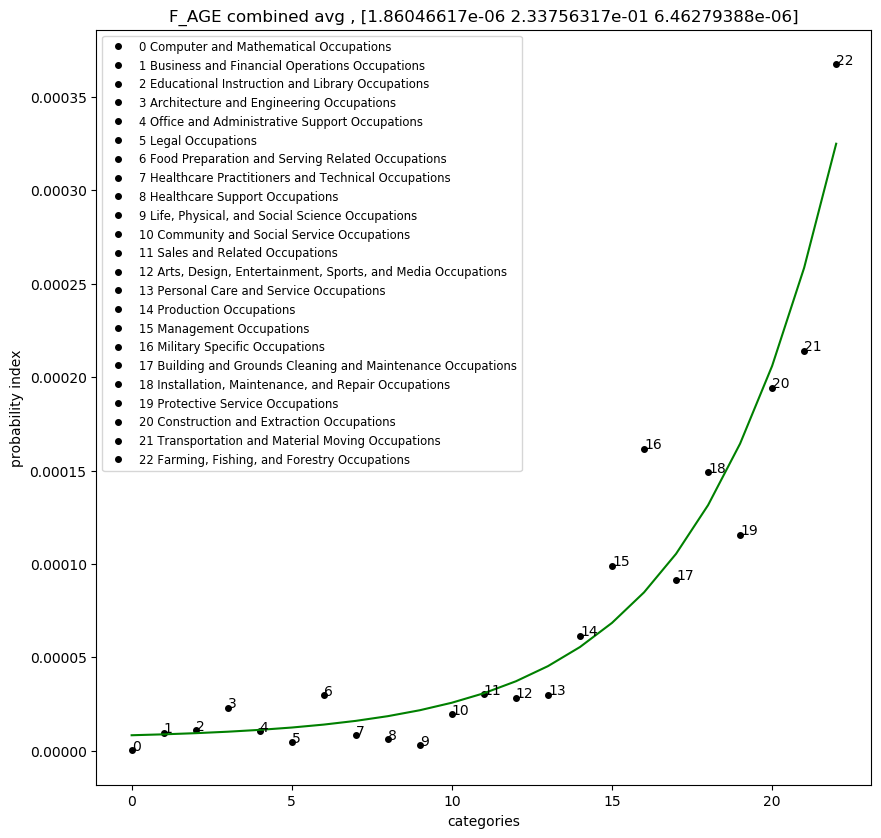 F_AGE combined avg , [1.86046617e-06 2.33756317e-01 6.46279388e-06]
0 Computer and Mathematical Occupations
1 Business and Financial Operations Occupations
2 Educational Instruction and Library Occupations
3 Architecture and Engineering Occupations
4 Office and Administrative Support Occupations
5 Legal Occupations
6 Food Preparation and Serving Related Occupations
7 Healthcare Practitioners and Technical Occupations
8 Healthcare Support Occupations
9 Life, Physical, and Social Science Occupations
10 Community and Social Service Occupations
11 Sales and Related Occupations
12 Arts, Design, Entertainment, Sports, and Media Occupations
13 Personal Care and Service Occupations
14 Production Occupations
15 Management Occupations
16 Military Specific Occupations
17 Building and Grounds Cleaning and Maintenance Occupations
18 Installation, Maintenance, and Repair Occupations
19 Protective Service Occupations
20 Construction and Extraction Occupations
21 Transportation and Material Moving Occupations
22 Farming, Fishing, and Forestry Occupations
probability index
0.00035
0.00030
0.00025
0.00020
0.00015
0.00010
0.00005
0.00000
0
1
2
3
4
5
6
7
8
9
10
11
12
13
14
15
16
17
18
19
20
21
22
0
5
10
15
20
categories